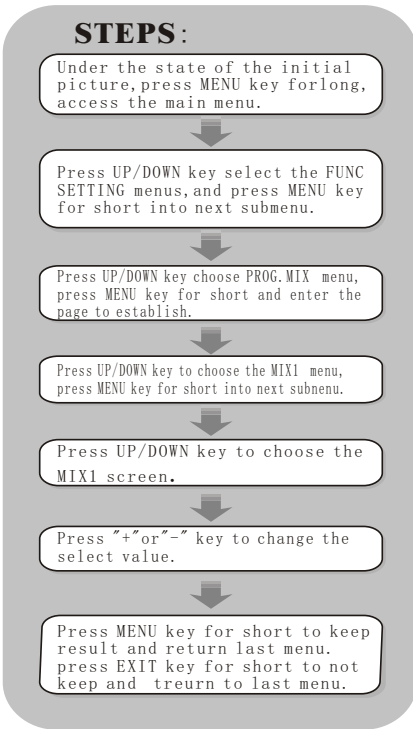 STEPS:
Under the state of the initial
picture,press MENU key forlong,
access the main menu.
Press UP/DOWN key select the FUNC
SETTING menus,and press MENU key
for short into next submenu.
Press UP/DOWN key choose PROG.MIX menu,
press MENU key for short and enter the
page to establish.
Press UP/DOWN key to choose the MIX1 menu,
press MENU key for short into next subnenu.
Press UP/DOWN key to choose the
MIX1 screen.
Press "+"or"-" key to change the
select value.
Press MENU key for short to keep
result and return last menu.
press EXIT key for short to not
keep and treurn to last menu.